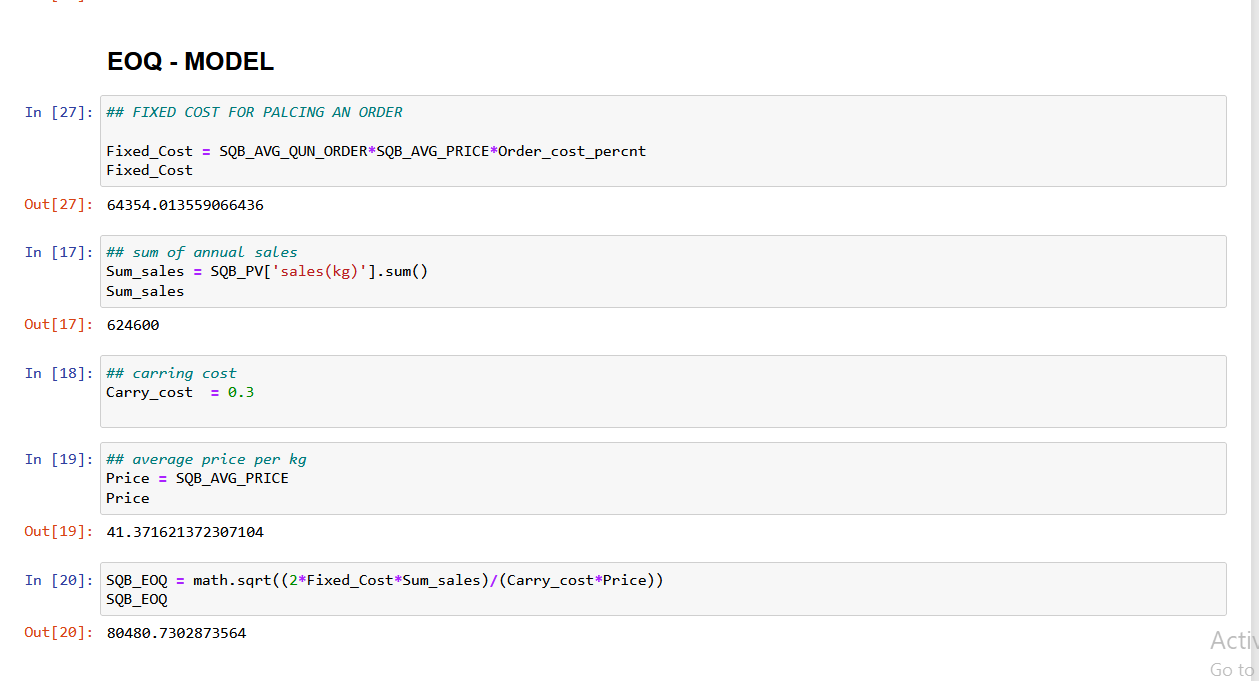 EOQ - MODEL
In [27]: ## FIXED COST FOR PALCING AN ORDER
Fixed_Cost = SQB_AVG_QUN_ORDER*SQB_AVG_PRICE*Order_cost_percnt
Fixed_Cost
Out[27]: 64354.013559066436
In [17]: ## sum of annual sales
Sum_sales = SQB_PV['sales(kg)'].sum()
Sum_sales
Out[17]: 624600
In [18]: ## carring cost
Carry_cost  = 0.3
In [19]: ## average price per kg
Price = SQB_AVG_PRICE
Price
Out[19]: 41.371621372307104
In [20]: SQB_EOQ = math.sqrt((2*Fixed_Cost*Sum_sales)/(Carry_cost*Price))
SQB_EOQ
Out[20]: 80480.7302873564
Go to